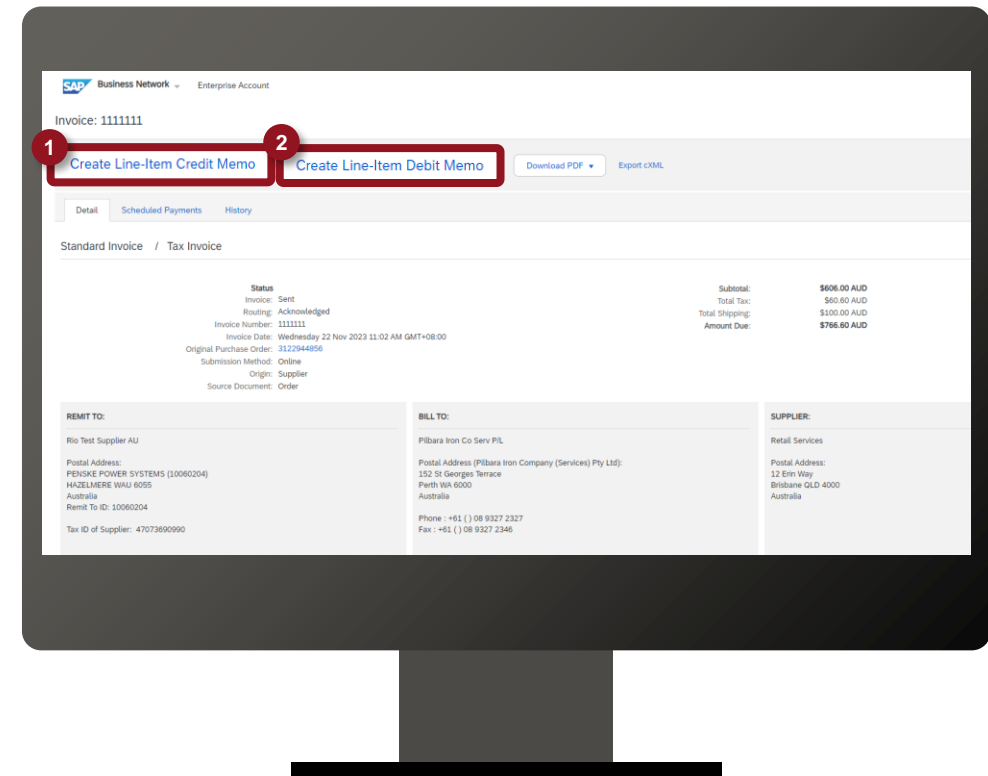 SAP Business Network Enterprise Account
Invoice: 1111111
1
2
Create Line-Item Credit Memo
Create Line-Item Debit Memo
Download PDF
Export cXML
Detail Scheduled Payments History
Standard Invoice / Tax Invoice
Status
Invoice: Sent
Routing: Acknowledged
Invoice Number: 1111111
Invoice Date: Wednesday 22 Nov 2023 11:02 AM GMT+08:00
Original Purchase Order: 3122944856
Submission Method: Online
Origin: Supplier
Source Document: Order
Subtotal: $606.00 AUD
Total Tax: $60.60 AUD
Total Shipping: $100.00 AUD
Amount Due: $766.60 AUD
REMIT TO:
Rio Test Supplier AU
Postal Address:
PENSKE POWER SYSTEMS (10060204)
HAZELMERE WAU 6055
Australia
Remit To ID: 10060204
Tax ID of Supplier: 47073690990
BILL TO:
Pilbara Iron Co Serv P/L
Postal Address (Pilbara Iron Company (Services) Pty Ltd):
152 St Georges Terrace
Perth WA 6000
Australia
Phone : +61 ( ) 08 9327 2327
Fax : +61 ( ) 08 9327 2346
SUPPLIER:
Retail Services
Postal Address:
12 Erin Way
Brisbane QLD 4000
Australia